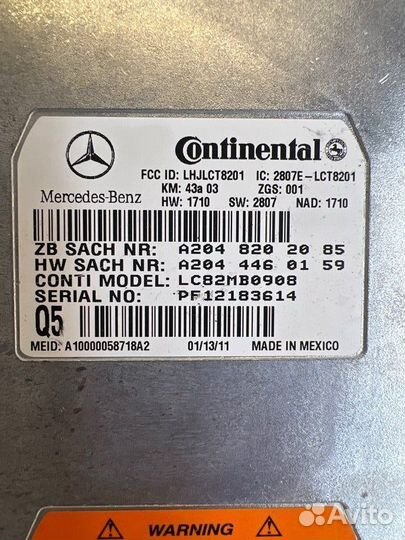 Continental
FCC ID: LHJLCT8201 IC: 2807E-LCT8201
KM: 43a 03 ZGS: 001
Mercedes-Benz HW: 1710 SW: 2807 NAD: 1710
ZB SACH NR: A204 820 20 85
HW SACH NR: A204 446 01 59
CONTI MODEL: LC82MB0908
SERIAL NO: PF12183614
Q5
MEID: A10000058718A2 01/13/11 MADE IN MEXICO
WARNING
Avito